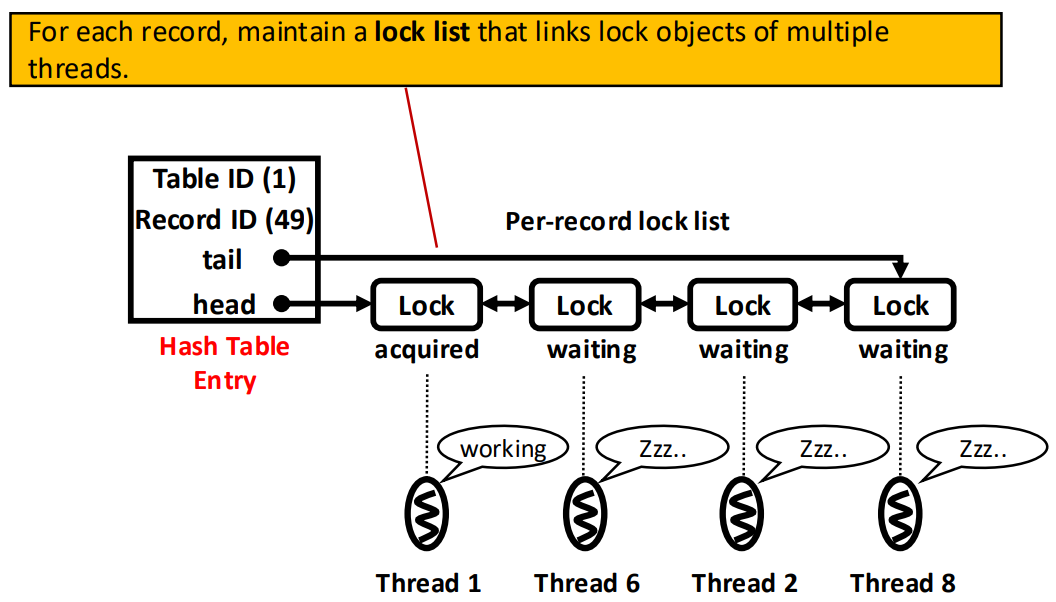 For each record, maintain a lock list that links lock objects of multiple
threads.
Table ID (1)
Record ID (49)
tail
head
Hash Table
Entry
Per-record lock list
Lock Lock Lock Lock
acquired waiting waiting waiting
working Zzz.. Zzz.. Zzz..
Thread 1 Thread 6 Thread 2 Thread 8